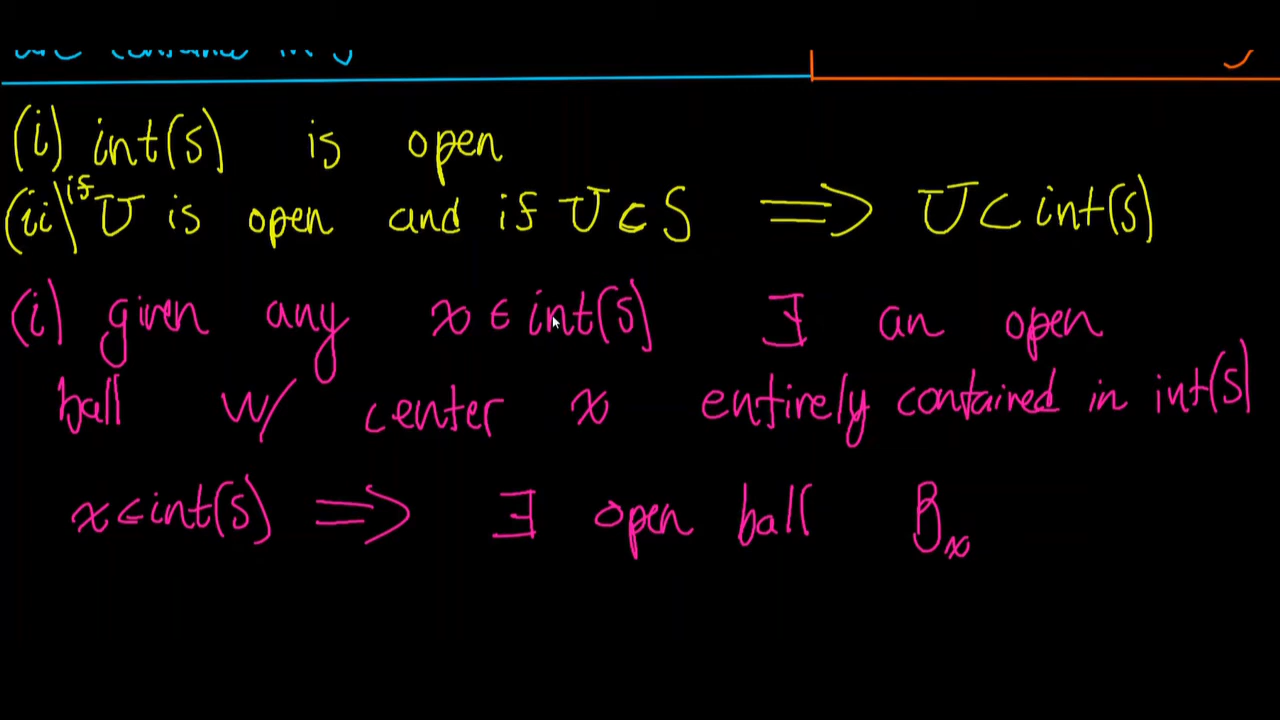 (i) int(S) is open
(ii) if U is open and if U ⊂ S ⟹ U ⊂ int(S)
(i) given any x ∈ int(S) ∃ an open
ball w/ center x entirely contained in int(S)
x ∈ int(S) ⟹ ∃ open ball Bₓ